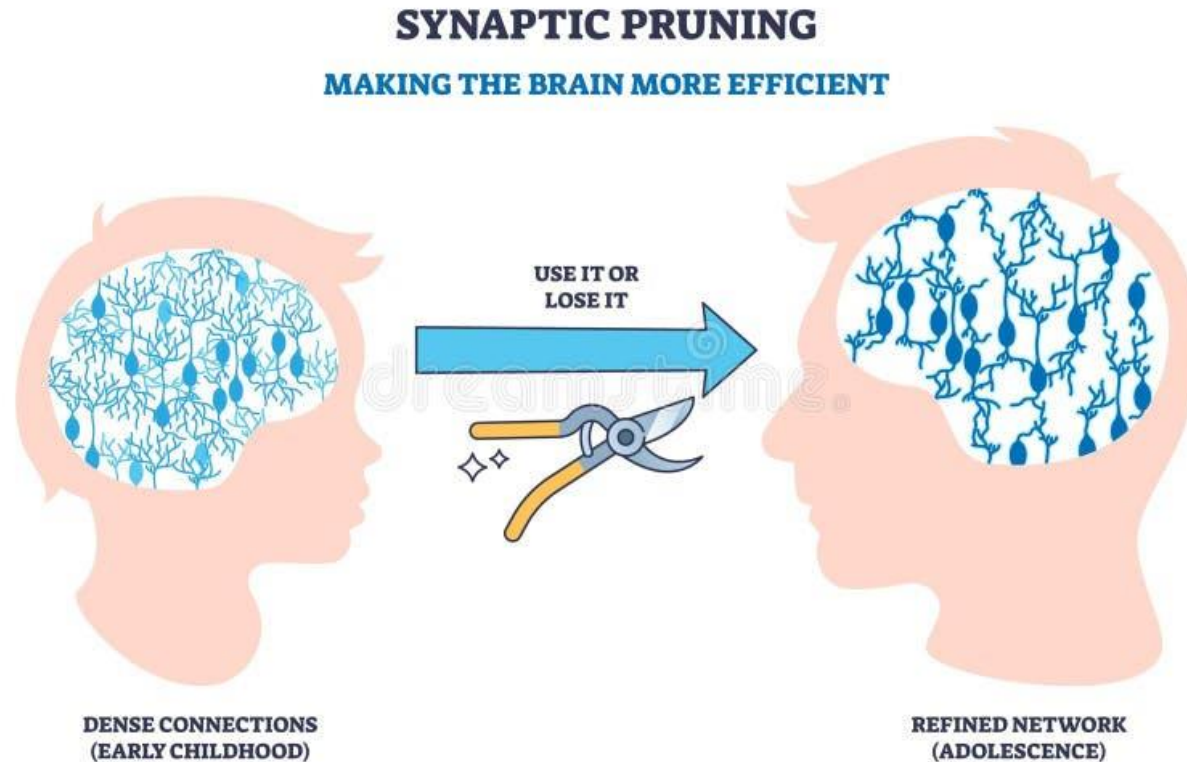 SYNAPTIC PRUNING
MAKING THE BRAIN MORE EFFICIENT
USE IT OR
LOSE IT
dreamstime.
DENSE CONNECTIONS
(EARLY CHILDHOOD)
REFINED NETWORK
(ADOLESCENCE)